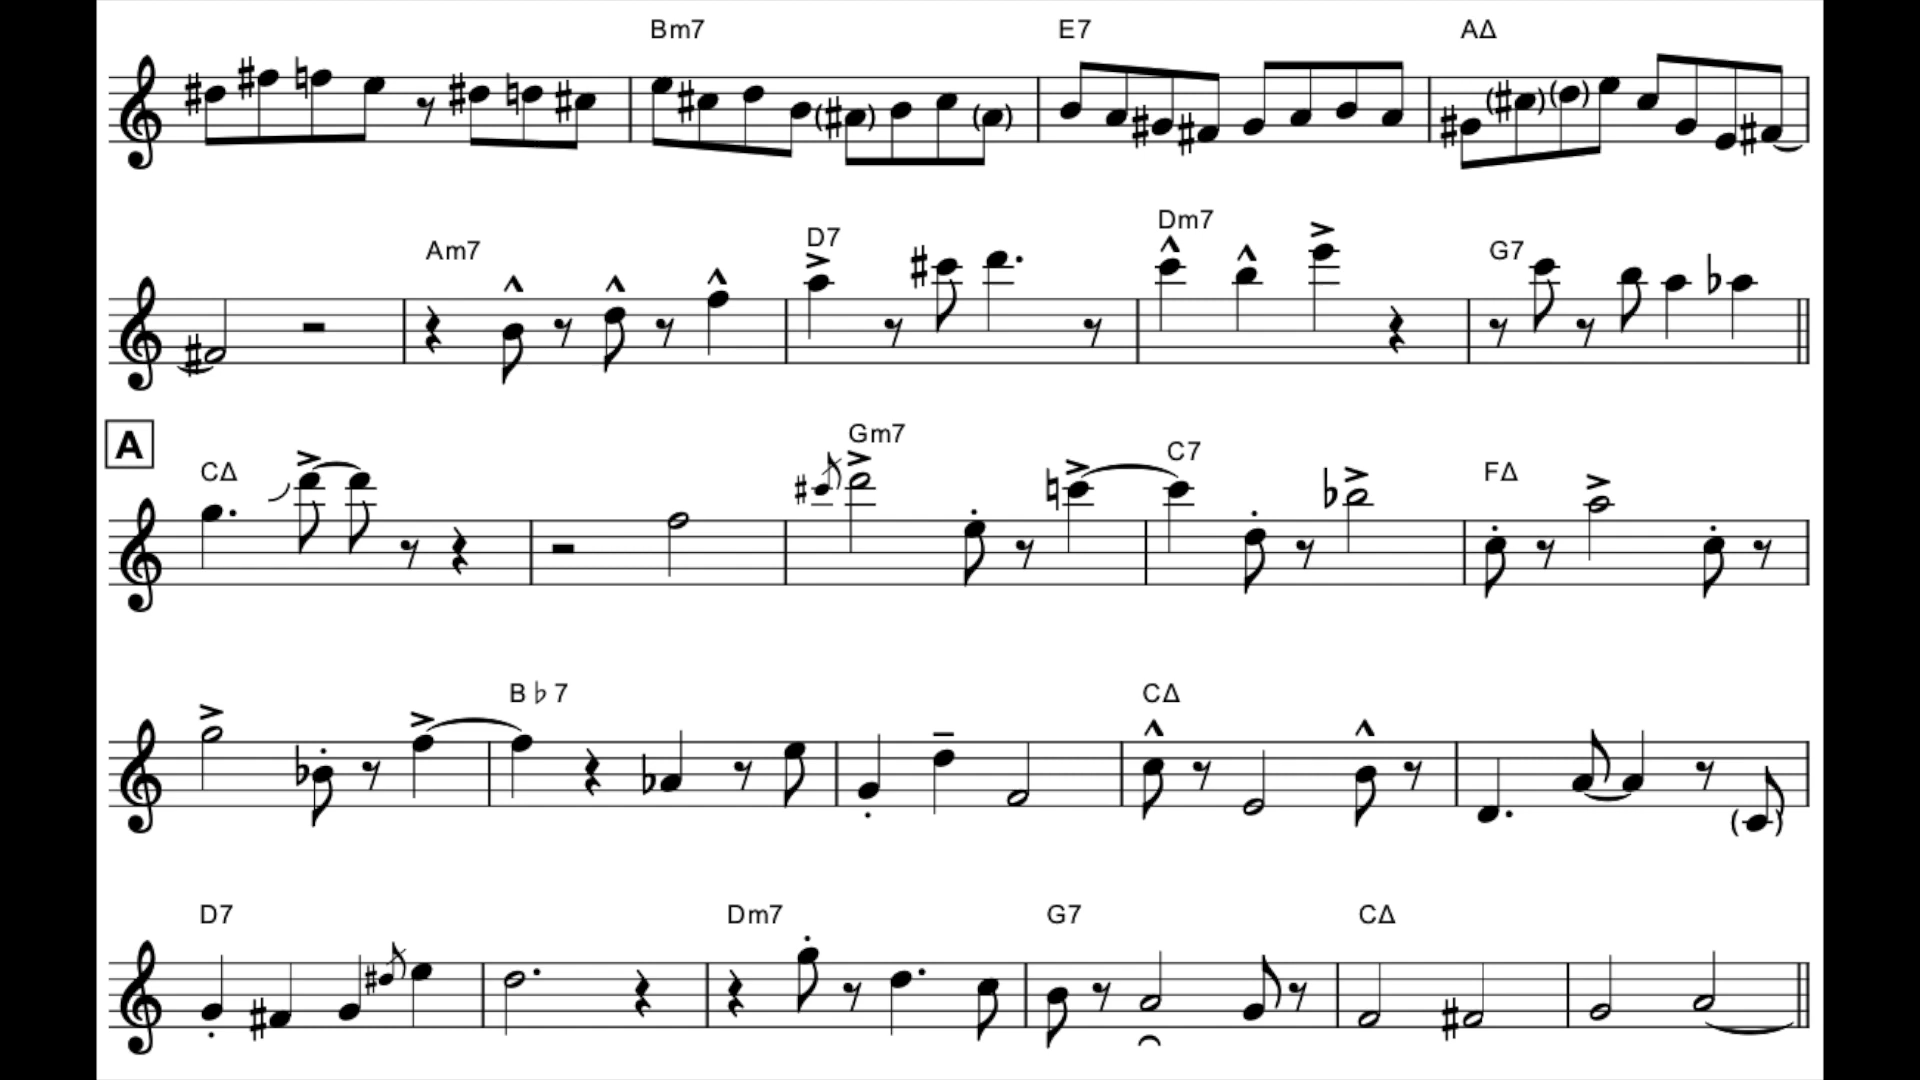 Bm7 E7 AΔ
Am7 D7 Dm7 G7
A
CΔ Gm7 C7 FΔ
B♭7 CΔ
D7 Dm7 G7 CΔ